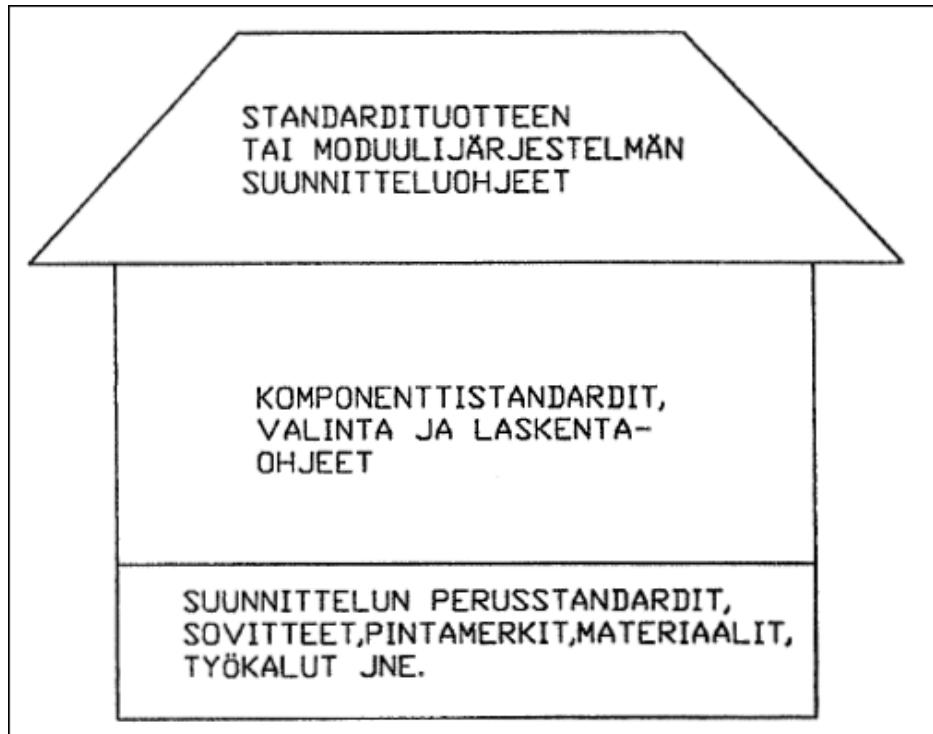 STANDARDITUOTTEEN
TAI MODUULIJÄRJESTELMÄN
SUUNNITTELUOHJEET
KOMPONENTTISTANDARDIT,
VALINTA JA LASKENTA-
OHJEET
SUUNNITTELUN PERUSSTANDARDIT,
SOVITTEET,PINTAMERKIT,MATERIAALIT,
TYÖKALUT JNE.